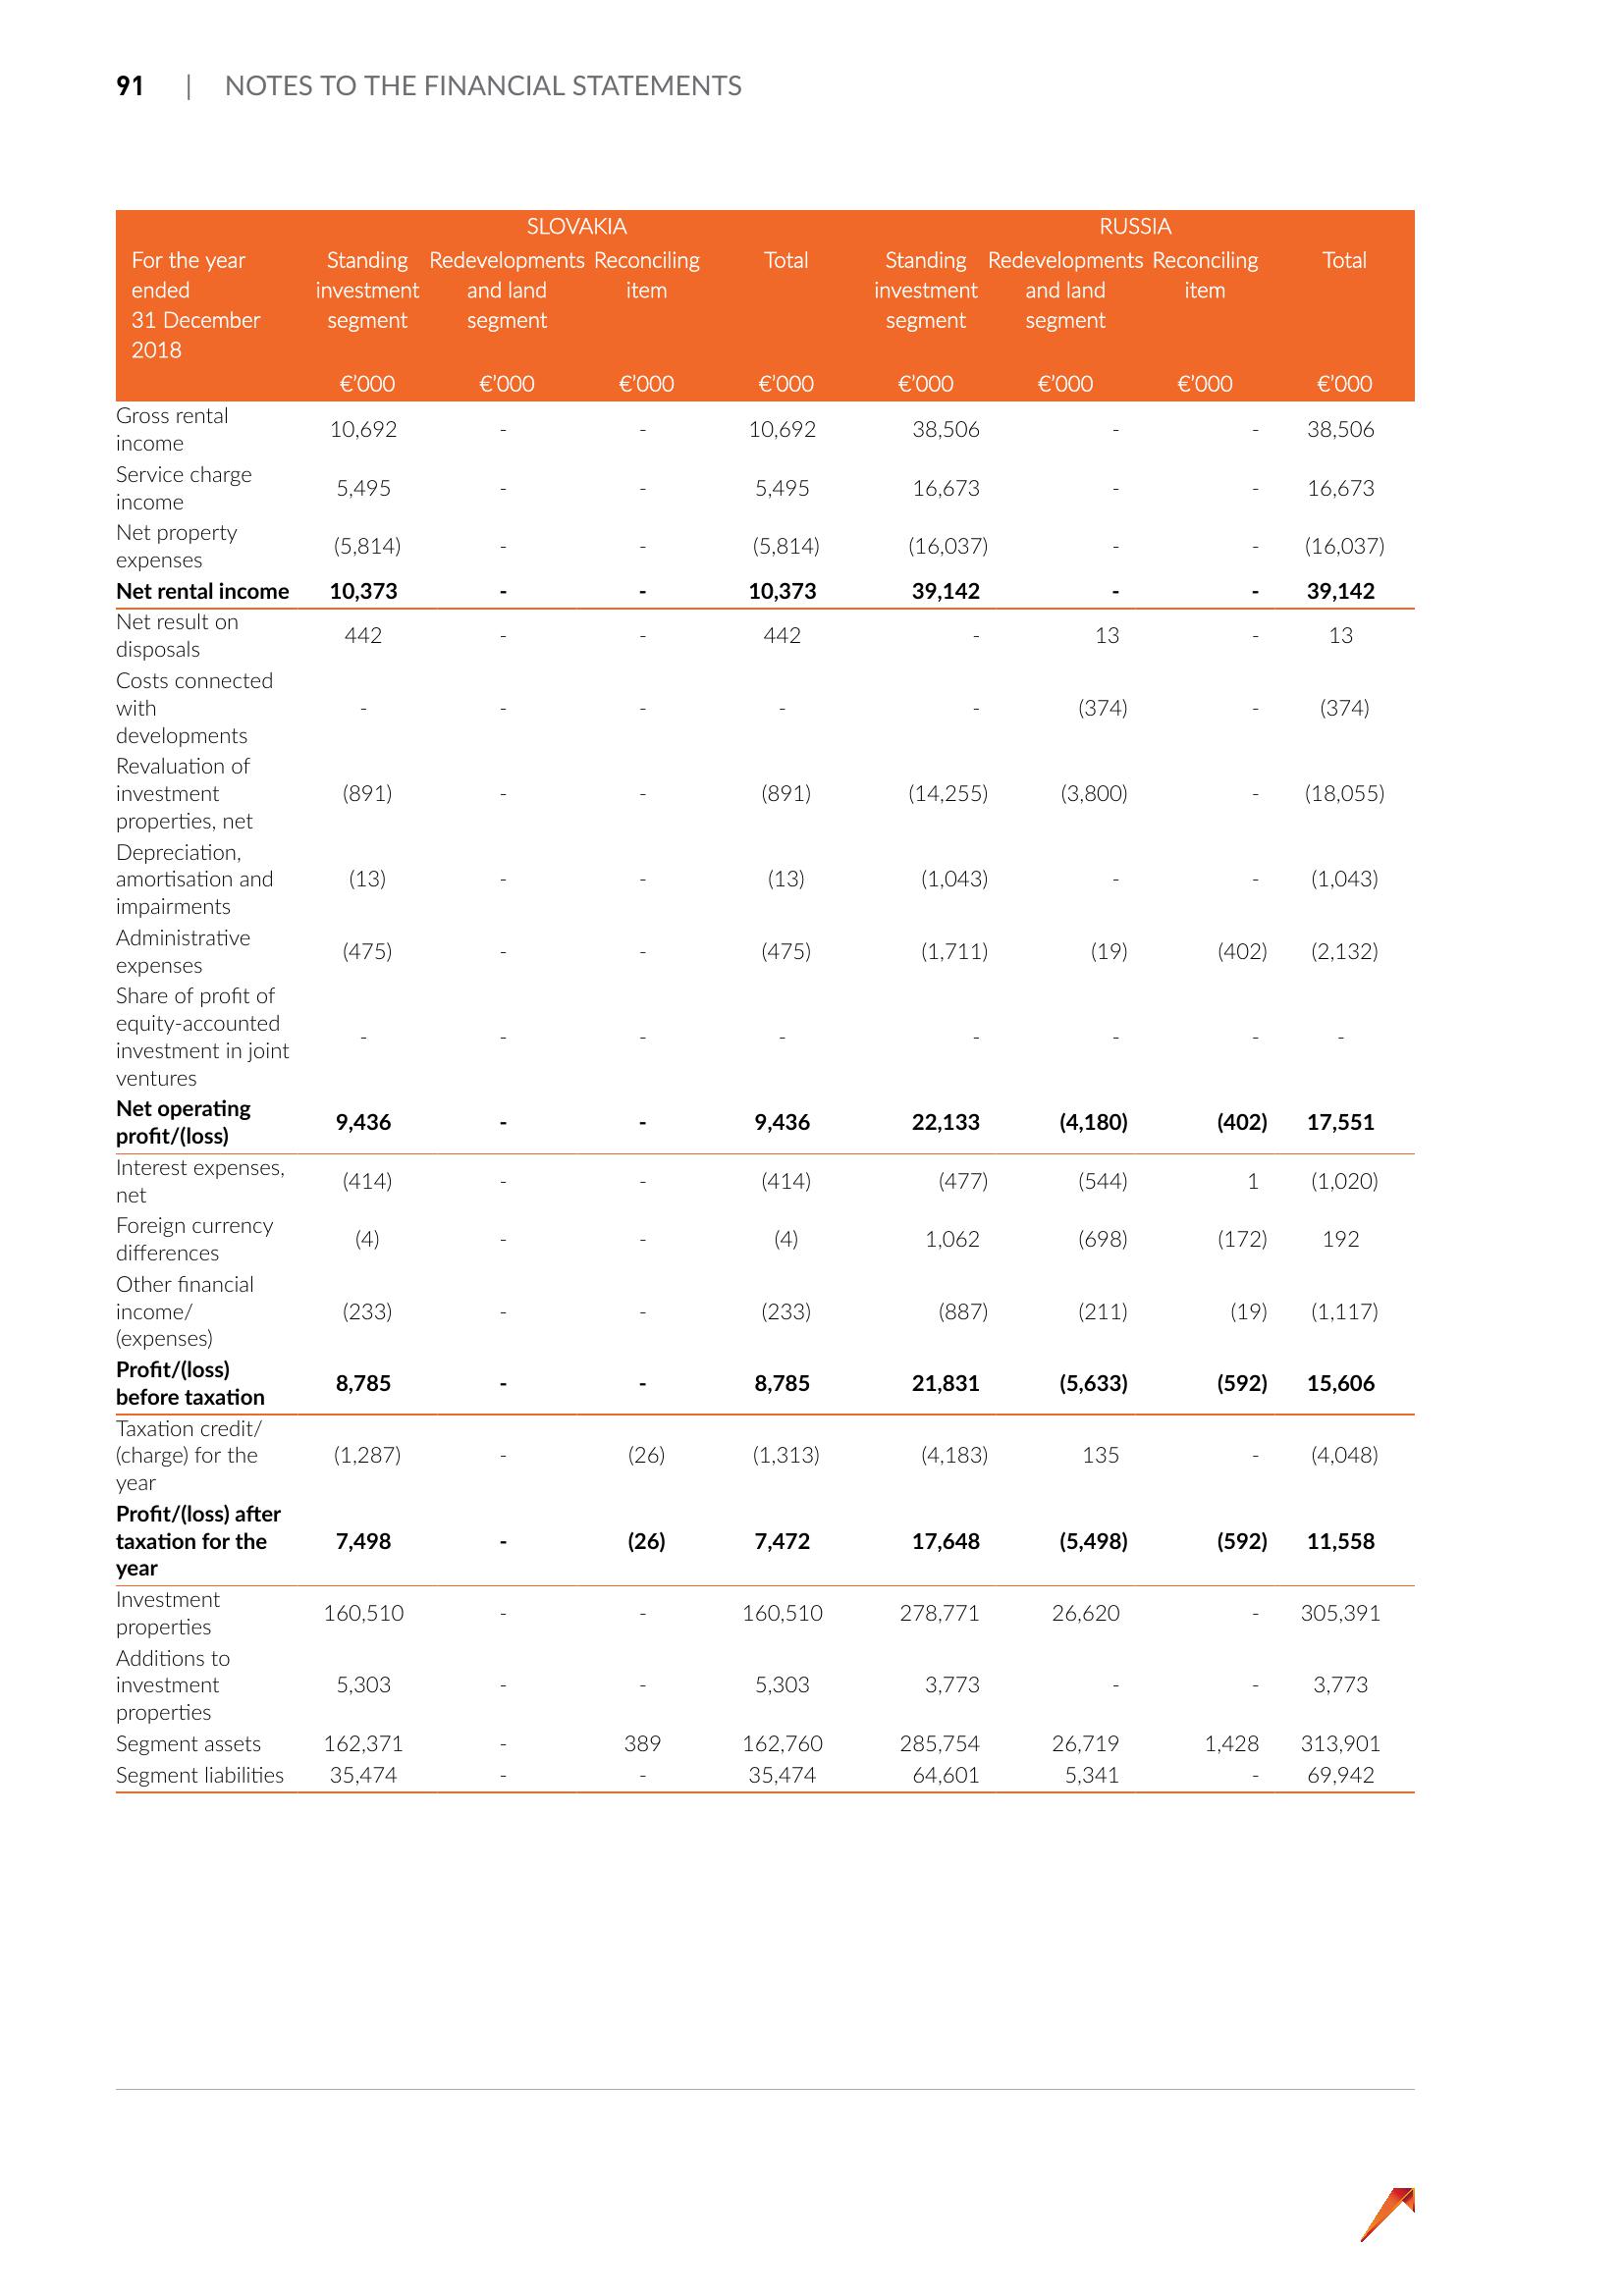 91 | NOTES TO THE FINANCIAL STATEMENTS
SLOVAKIA RUSSIA
For the year Standing Redevelopments Reconciling Total Standing Redevelopments Reconciling Total
ended investment and land item investment and land item
31 December segment segment segment segment
2018
€’000 €’000 €’000 €’000 €’000 €’000 €’000 €’000
Gross rental
income 10,692 - - 10,692 38,506 - - 38,506
Service charge
income 5,495 - - 5,495 16,673 - - 16,673
Net property
expenses (5,814) - - (5,814) (16,037) - - (16,037)
Net rental income 10,373 - - 10,373 39,142 - - 39,142
Net result on
disposals 442 - - 442 - 13 - 13
Costs connected
with - - - - - (374) - (374)
developments
Revaluation of
investment (891) - - (891) (14,255) (3,800) - (18,055)
properties, net
Depreciation,
amortisation and (13) - - (13) (1,043) - - (1,043)
impairments
Administrative
expenses (475) - - (475) (1,711) (19) (402) (2,132)
Share of profit of
equity-accounted
investment in joint - - - - - - - -
ventures
Net operating
profit/(loss) 9,436 - - 9,436 22,133 (4,180) (402) 17,551
Interest expenses,
net (414) - - (414) (477) (544) 1 (1,020)
Foreign currency
differences (4) - - (4) 1,062 (698) (172) 192
Other financial
income/ (233) - - (233) (887) (211) (19) (1,117)
(expenses)
Profit/(loss)
before taxation 8,785 - - 8,785 21,831 (5,633) (592) 15,606
Taxation credit/
(charge) for the (1,287) - (26) (1,313) (4,183) 135 - (4,048)
year
Profit/(loss) after
taxation for the 7,498 - (26) 7,472 17,648 (5,498) (592) 11,558
year
Investment
properties 160,510 - - 160,510 278,771 26,620 - 305,391
Additions to
investment 5,303 - - 5,303 3,773 - - 3,773
properties
Segment assets 162,371 - 389 162,760 285,754 26,719 1,428 313,901
Segment liabilities 35,474 - - 35,474 64,601 5,341 - 69,942